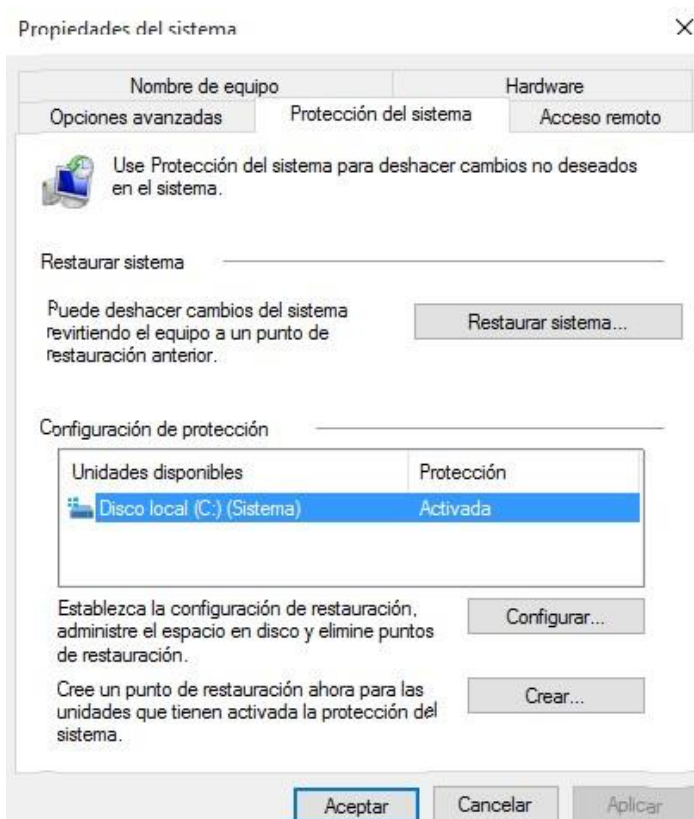 Propiedades del sistema
Nombre de equipo
Hardware
Opciones avanzadas
Protección del sistema
Acceso remoto
Use Protección del sistema para deshacer cambios no deseados
en el sistema.
Restaurar sistema
Puede deshacer cambios del sistema
revirtiendo el equipo a un punto de
restauración anterior.
Restaurar sistema...
Configuración de protección
Unidades disponibles
Protección
Disco local (C:) (Sistema)
Activada
Establezca la configuración de restauración,
administre el espacio en disco y elimine puntos
de restauración.
Configurar...
Cree un punto de restauración ahora para las
unidades que tienen activada la protección del
sistema.
Crear...
Aceptar
Cancelar
Aplicar